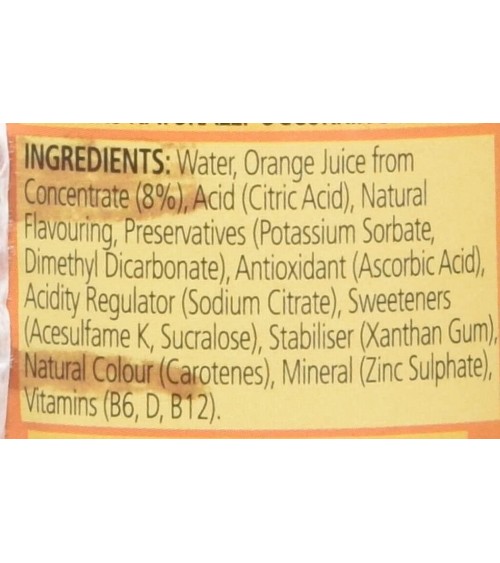 INGREDIENTS: Water, Orange Juice from
Concentrate (8%), Acid (Citric Acid), Natural
Flavouring, Preservatives (Potassium Sorbate,
Dimethyl Dicarbonate), Antioxidant (Ascorbic Acid),
Acidity Regulator (Sodium Citrate), Sweeteners
(Acesulfame K, Sucralose), Stabiliser (Xanthan Gum),
Natural Colour (Carotenes), Mineral (Zinc Sulphate),
Vitamins (B6, D, B12).